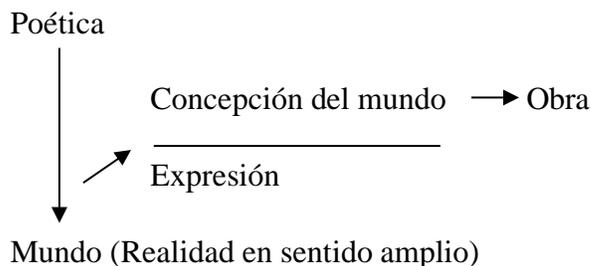 Poética
Concepción del mundo Obra
Expresión
Mundo (Realidad en sentido amplio)